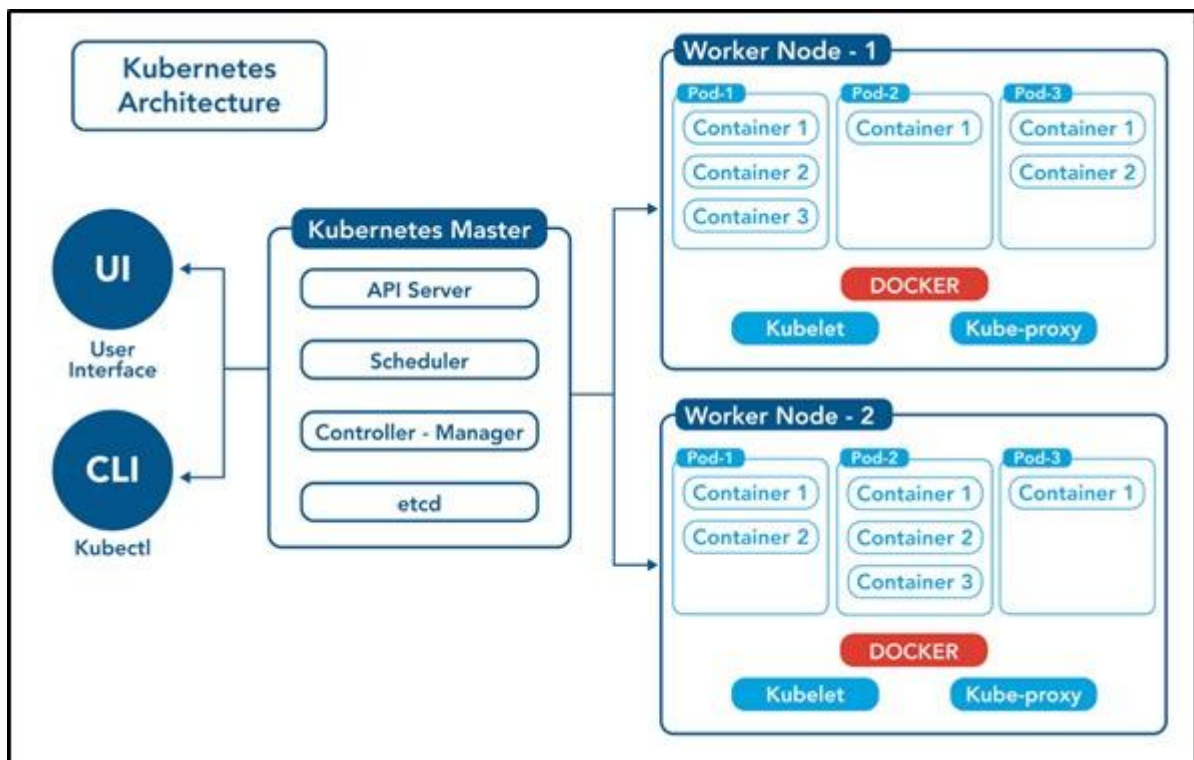 Kubernetes
Architecture
UI
User
Interface
CLI
Kubectl
Kubernetes Master
API Server
Scheduler
Controller - Manager
etcd
Worker Node - 1
Pod-1
Container 1
Container 2
Container 3
Pod-2
Container 1
Pod-3
Container 1
Container 2
DOCKER
Kubelet
Kube-proxy
Worker Node - 2
Pod-1
Container 1
Container 2
Pod-2
Container 1
Container 2
Container 3
Pod-3
Container 1
DOCKER
Kubelet
Kube-proxy